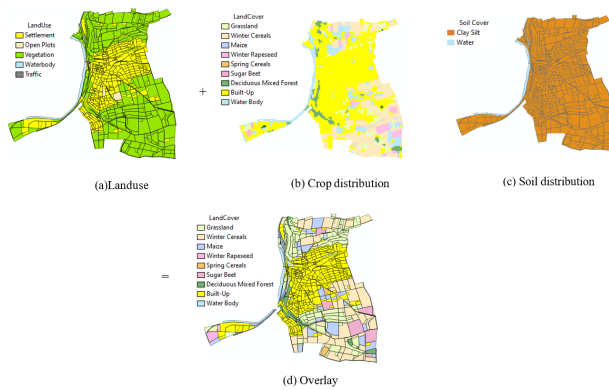 LandUse
Settlement
Open Plots
Vegetation
Waterbody
Traffic
(a)Landuse
+
LandCover
Grassland
Winter Cereals
Maize
Winter Rapeseed
Spring Cereals
Sugar Beet
Deciduous Mixed Forest
Built-Up
Water Body
(b) Crop distribution
Soil Cover
Clay Silt
Water
(c) Soil distribution
=
LandCover
Grassland
Winter Cereals
Maize
Winter Rapeseed
Spring Cereals
Sugar Beet
Deciduous Mixed Forest
Built-Up
Water Body
(d) Overlay